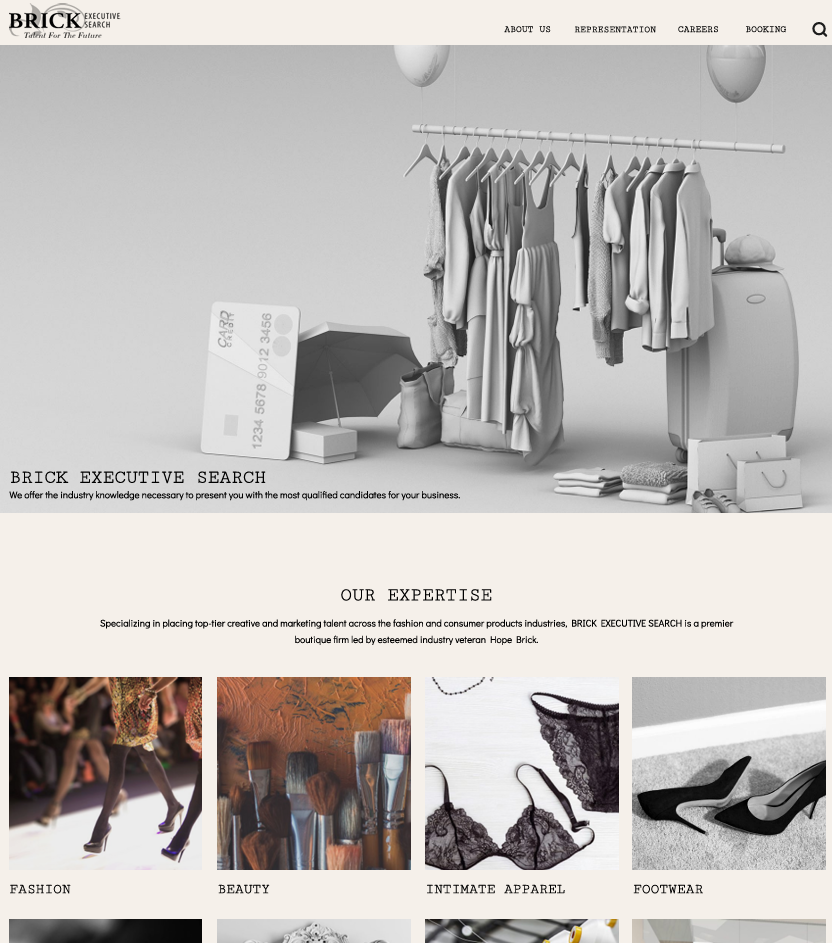 BRICK EXECUTIVE
SEARCH
Talent For The Future
ABOUT US REPRESENTATION CAREERS BOOKING
CARD
CREDIT
1234 5678 9012 3456
BRICK EXECUTIVE SEARCH
We offer the industry knowledge necessary to present you with the most qualified candidates for your business.
OUR EXPERTISE
Specializing in placing top-tier creative and marketing talent across the fashion and consumer products industries, BRICK EXECUTIVE SEARCH is a premier
boutique firm led by esteemed industry veteran Hope Brick.
FASHION BEAUTY INTIMATE APPAREL FOOTWEAR